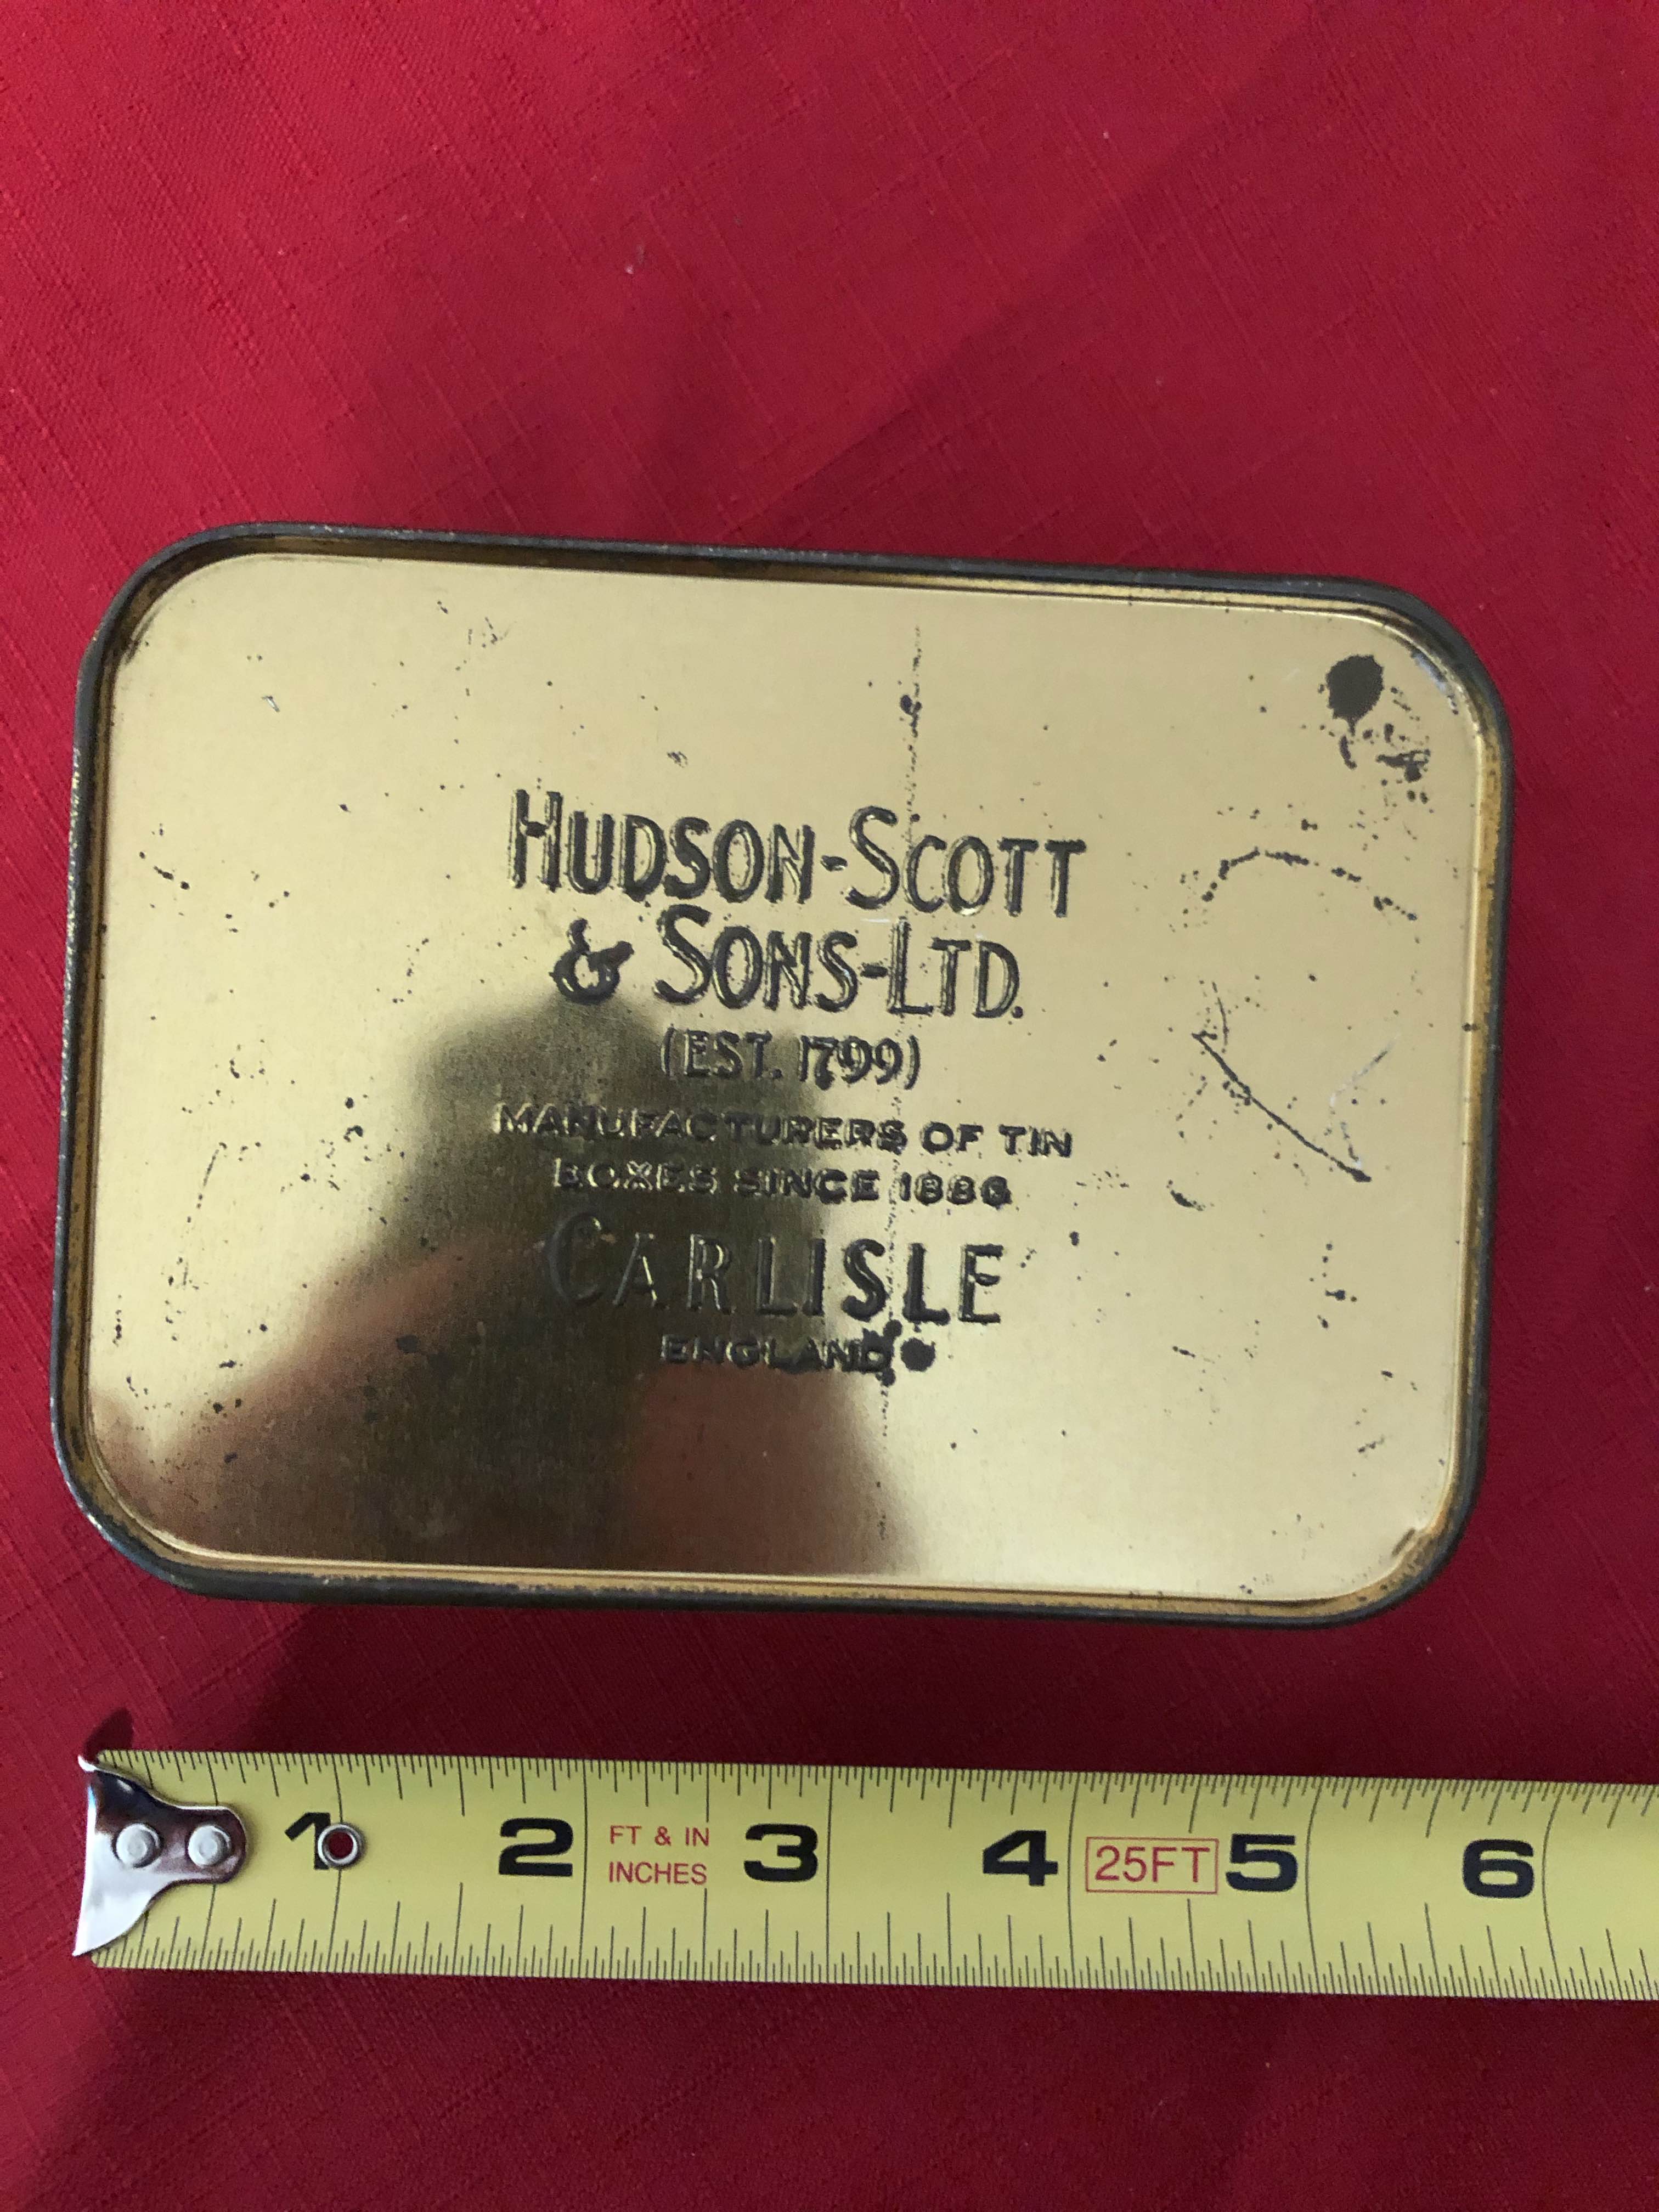 HUDSON-SCOTT
& SONS-LTD.
(EST. 1799)
MANUFACTURERS OF TIN
BOXES SINCE 1886
CARLISLE
ENGLAND
1 2 FT & IN 3 4 25FT 5 6
INCHES